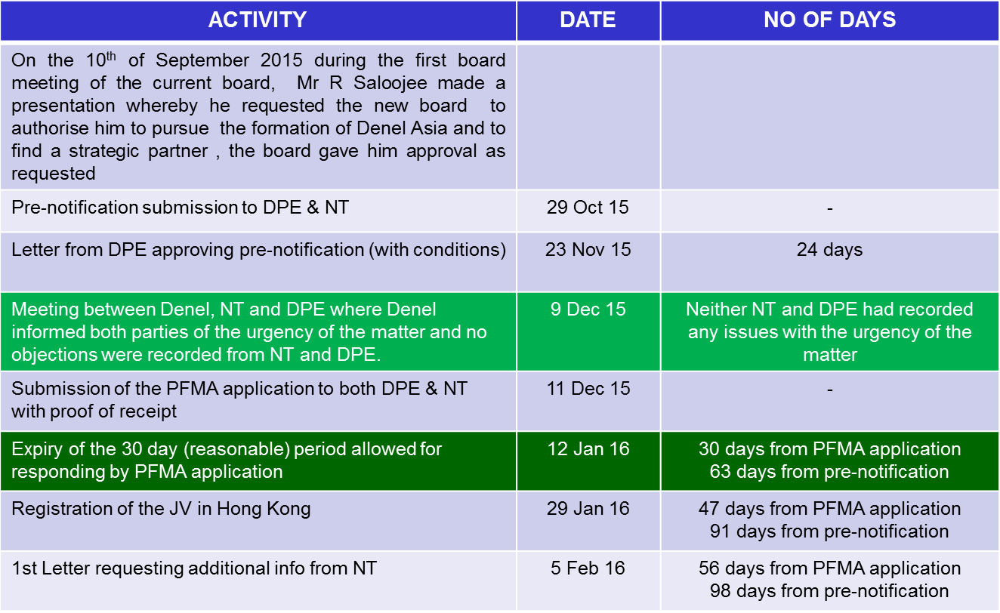 ACTIVITY DATE NO OF DAYS
On the 10th of September 2015 during the first board
meeting of the current board, Mr R Saloojee made a
presentation whereby he requested the new board to
authorise him to pursue the formation of Denel Asia and to
find a strategic partner , the board gave him approval as
requested
Pre-notification submission to DPE & NT 29 Oct 15 -
Letter from DPE approving pre-notification (with conditions) 23 Nov 15 24 days
Meeting between Denel, NT and DPE where Denel
informed both parties of the urgency of the matter and no
objections were recorded from NT and DPE.
9 Dec 15
Neither NT and DPE had recorded
any issues with the urgency of the
matter
Submission of the PFMA application to both DPE & NT
with proof of receipt
11 Dec 15
-
Expiry of the 30 day (reasonable) period allowed for
responding by PFMA application
12 Jan 16
30 days from PFMA application
63 days from pre-notification
Registration of the JV in Hong Kong
29 Jan 16
47 days from PFMA application
91 days from pre-notification
1st Letter requesting additional info from NT
5 Feb 16
56 days from PFMA application
98 days from pre-notification